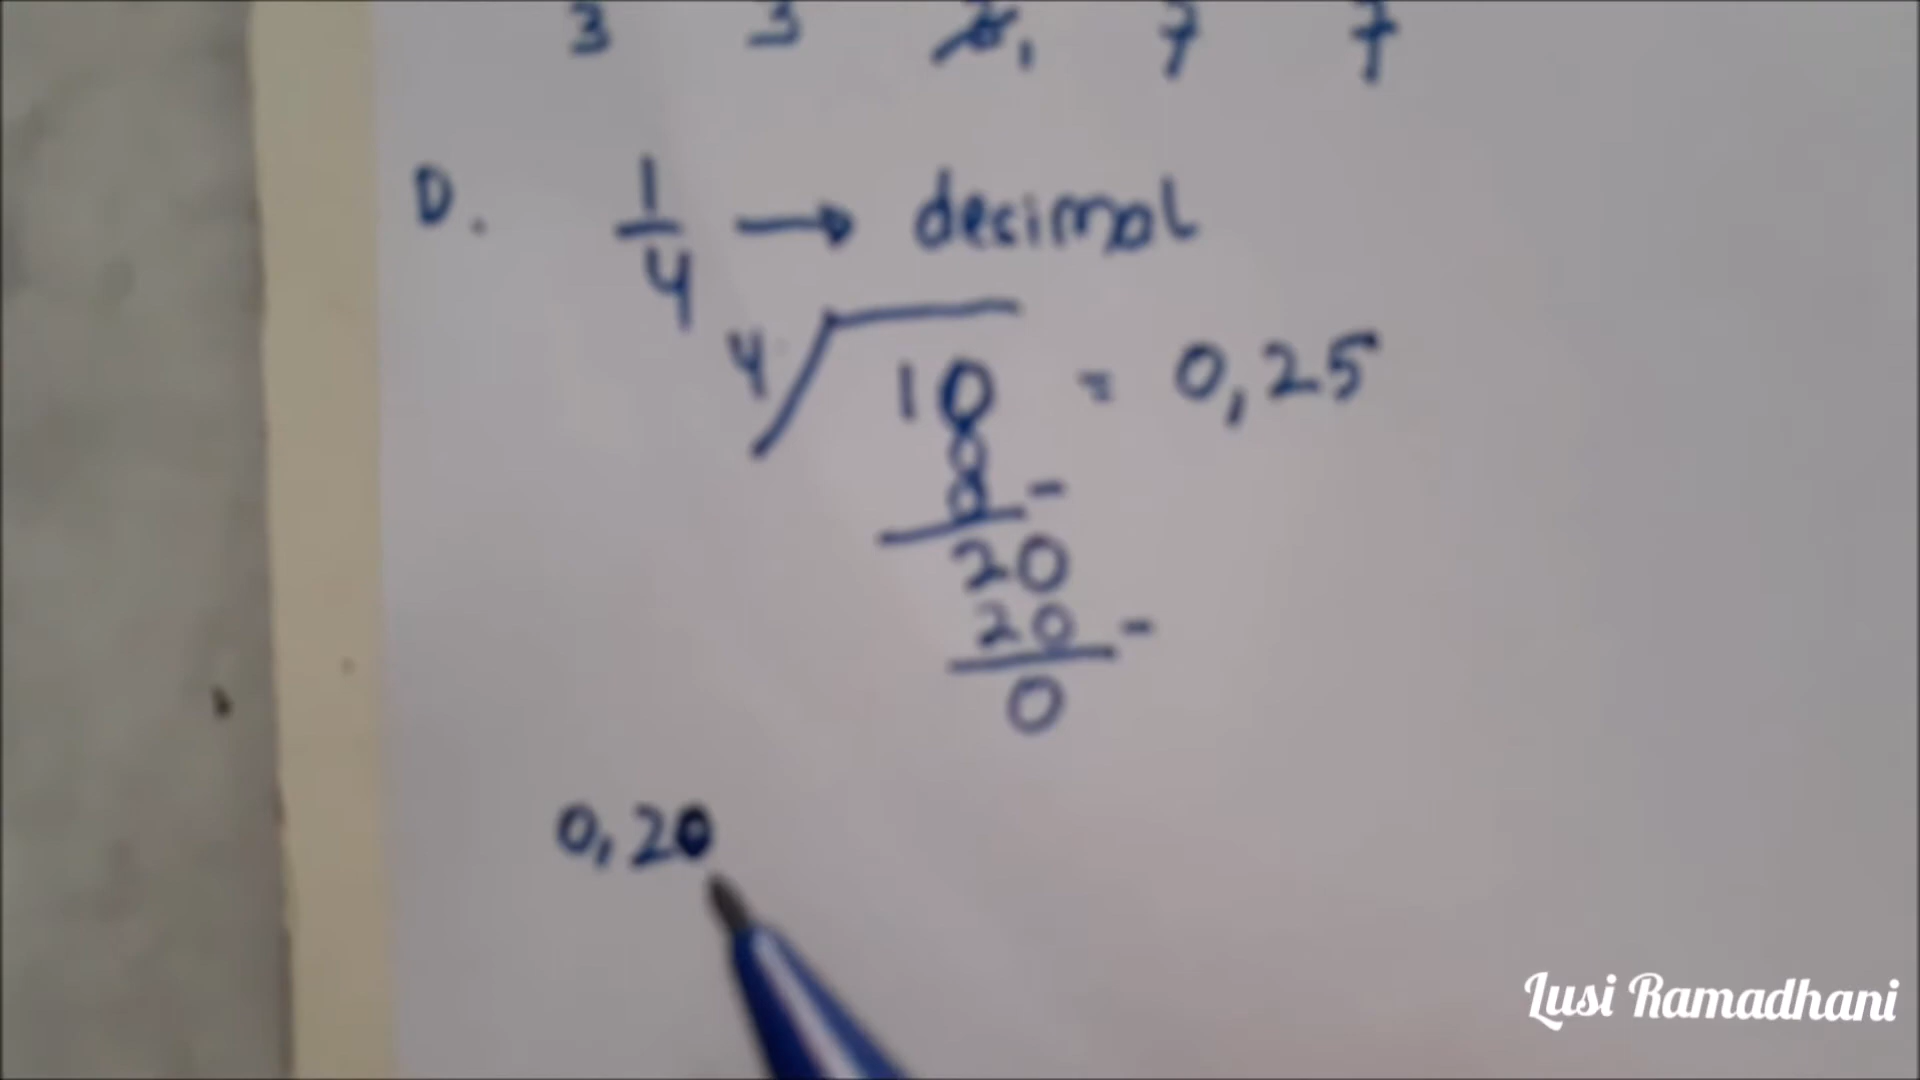 3 3 7 7
D. 1/4 → decimal
4 / 10 = 0,25
8 -
20
20 -
0
0,20
Lusi Ramadhani